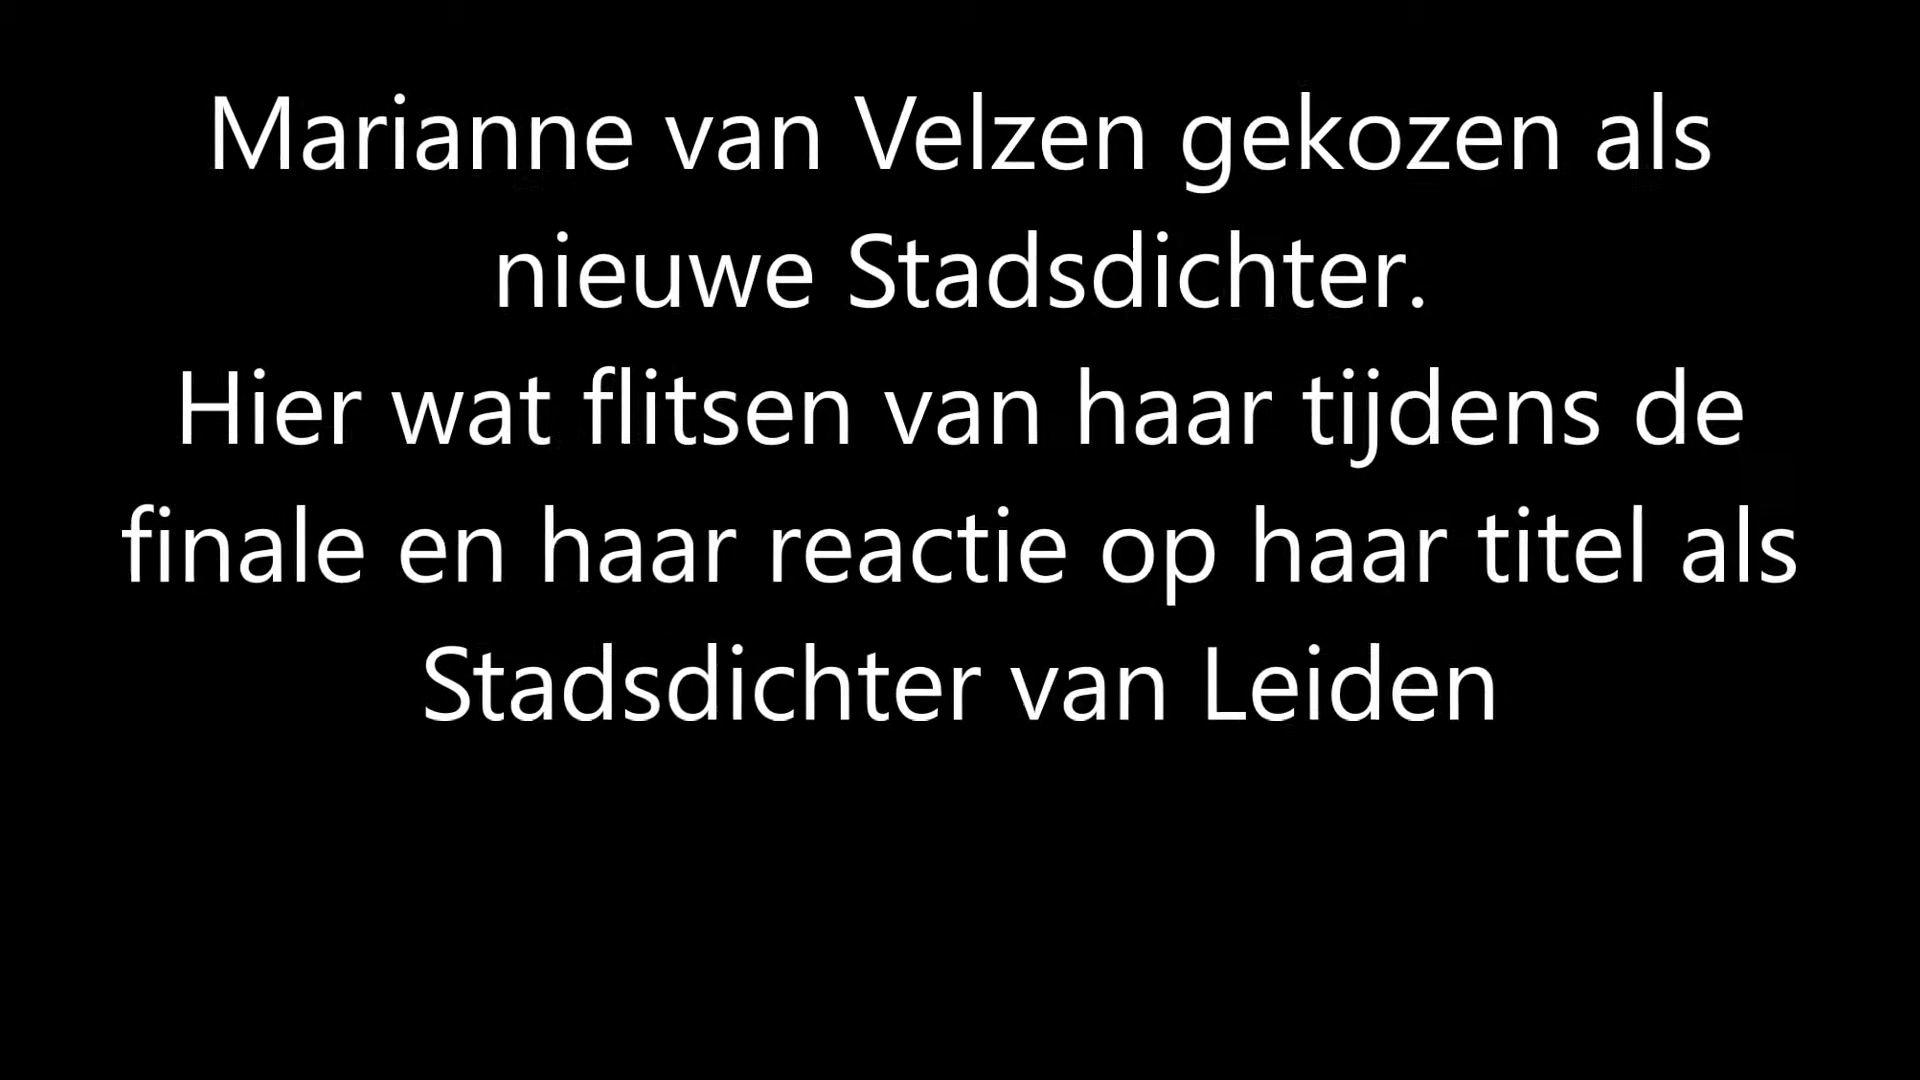 Marianne van Velzen gekozen als
nieuwe Stadsdichter.
Hier wat flitsen van haar tijdens de
finale en haar reactie op haar titel als
Stadsdichter van Leiden